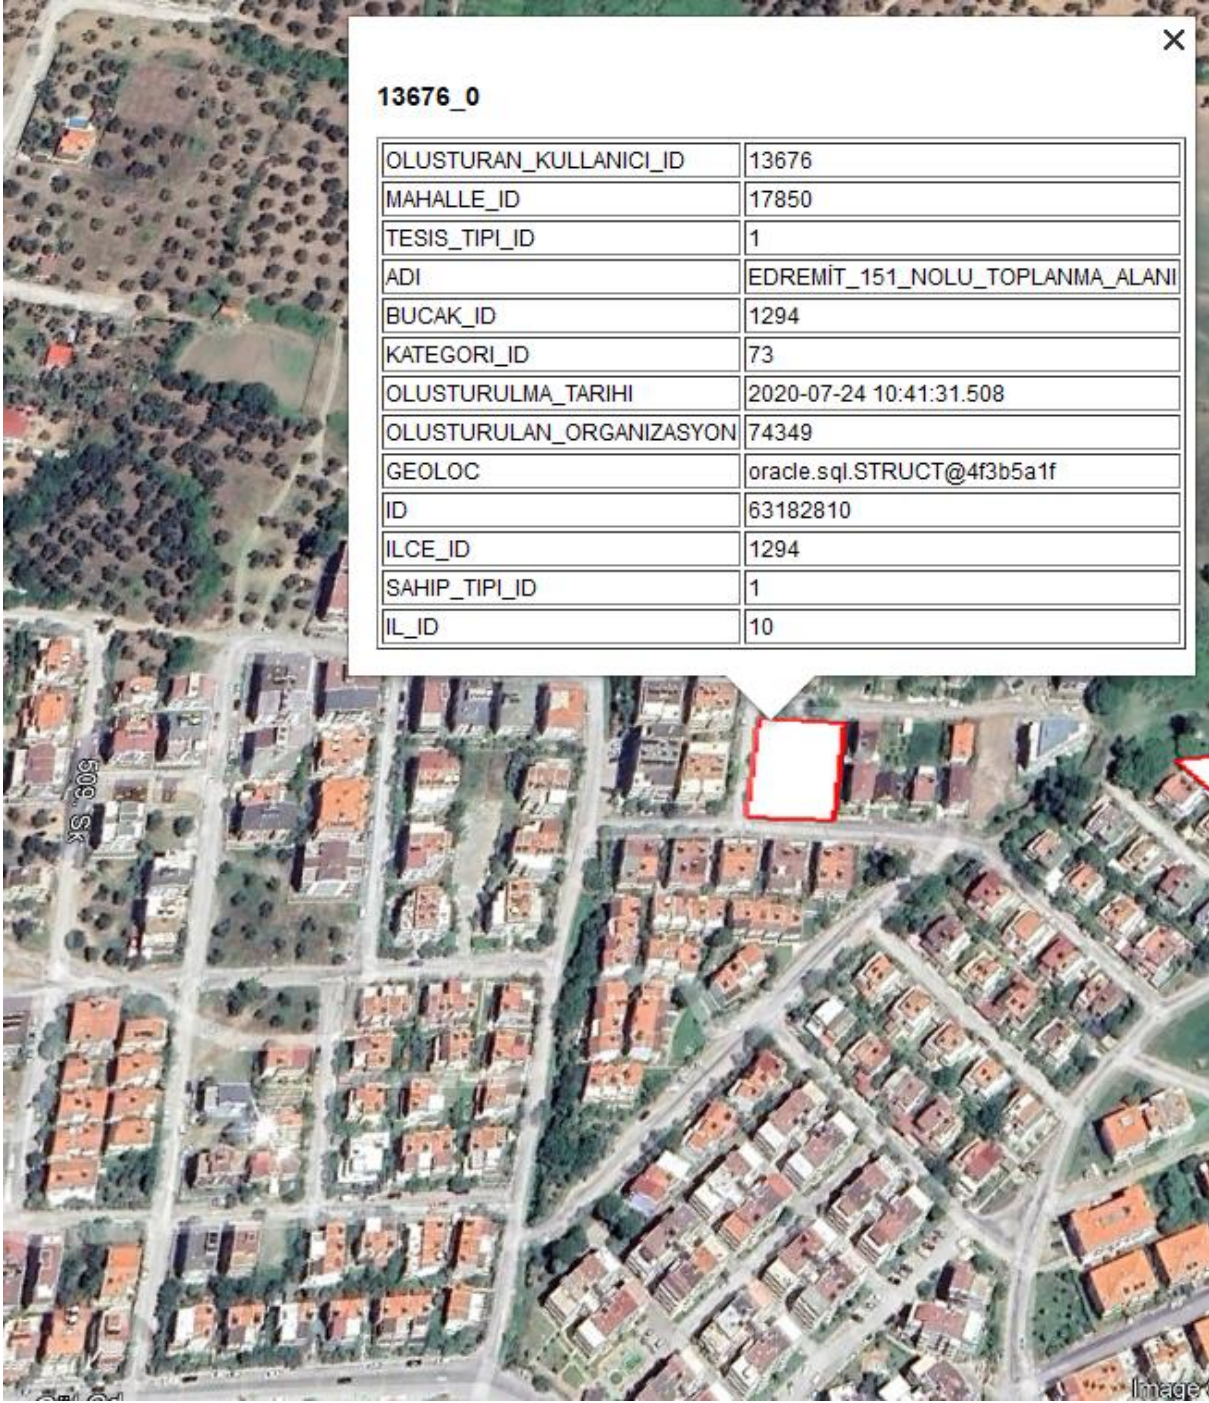 13676_0
OLUSTURAN_KULLANICI_ID 13676
MAHALLE_ID 17850
TESIS_TIPI_ID 1
ADI EDREMİT_151_NOLU_TOPLANMA_ALANI
BUCAK_ID 1294
KATEGORI_ID 73
OLUSTURULMA_TARIHI 2020-07-24 10:41:31.508
OLUSTURULAN_ORGANIZASYON 74349
GEOLOC oracle.sql.STRUCT@4f3b5a1f
ID 63182810
ILCE_ID 1294
SAHIP_TIPI_ID 1
IL_ID 10
509. Sk
Image